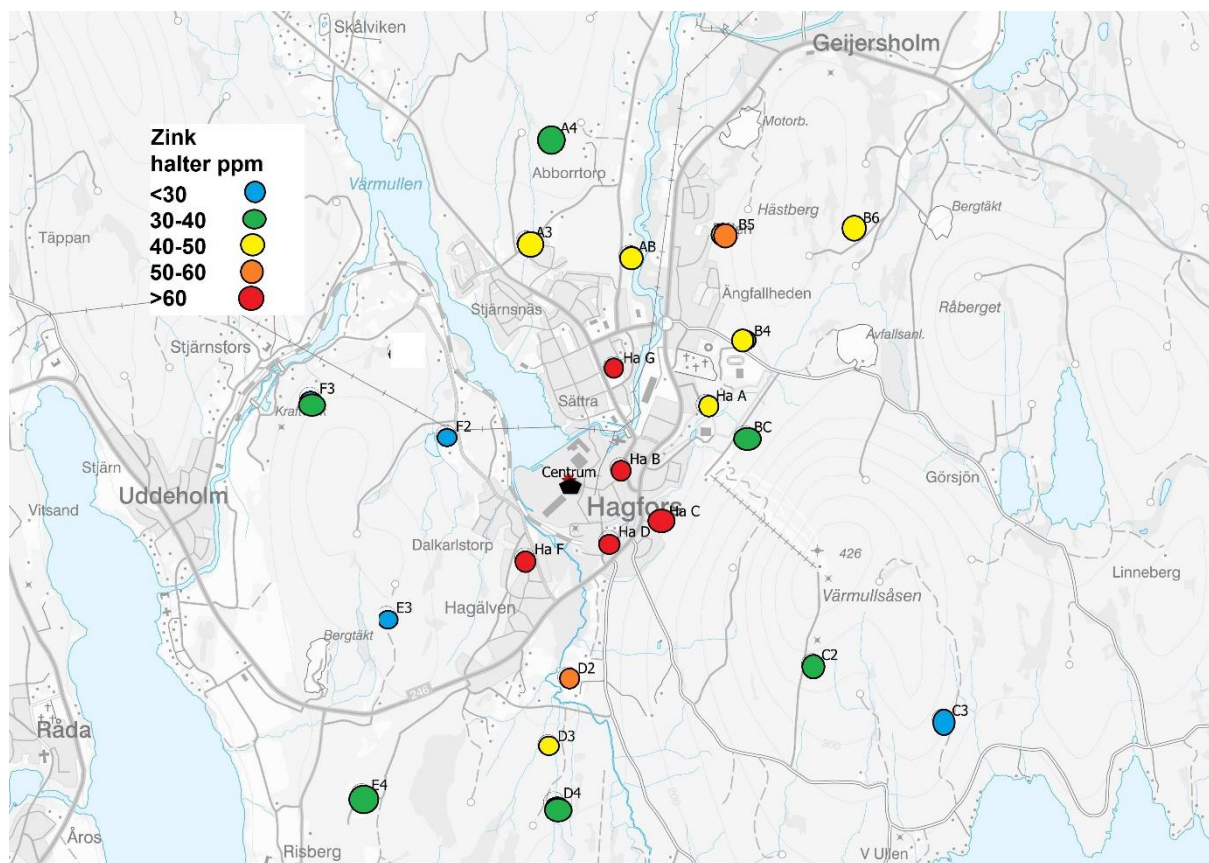 Skålviken
Geijersholm
Zink
halter ppm
<30
30-40
40-50
50-60
>60
A4
Motorb.
Abborrtorp
Värmullen
Hästberg
B5
B6
Bergtäkt
Täppan
A3
AB
Ängfallheden
Råberget
Stjärnsnäs
B4
Avfallsanl.
Stjärnsfors
Ha G
F3
Sättra
Ha A
F2
BC
Stjärn
Görsjön
Uddeholm
Centrum
Ha B
Vitsand
Hagfors
Ha C
Ha D
Dalkarlstorp
Ha F
426
Linneberg
Värmullsåsen
E3
Hagälven
Bergtäkt
C2
D2
246
C3
Råda
D3
E4
D4
Åros
Risberg
V Ullen